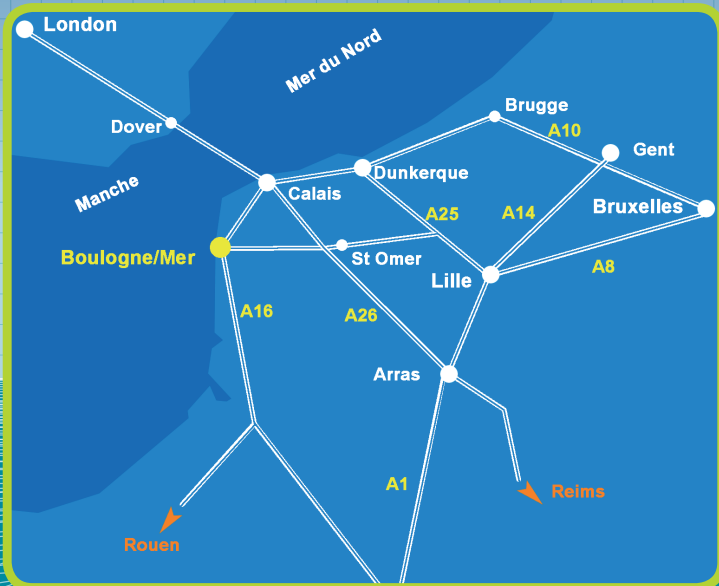 London
Mer du Nord
Dover
Brugge
A10
Gent
Manche
Calais
Dunkerque
A25
A14
Bruxelles
Boulogne/Mer
St Omer
Lille
A8
A16
A26
Arras
A1
Reims
Rouen